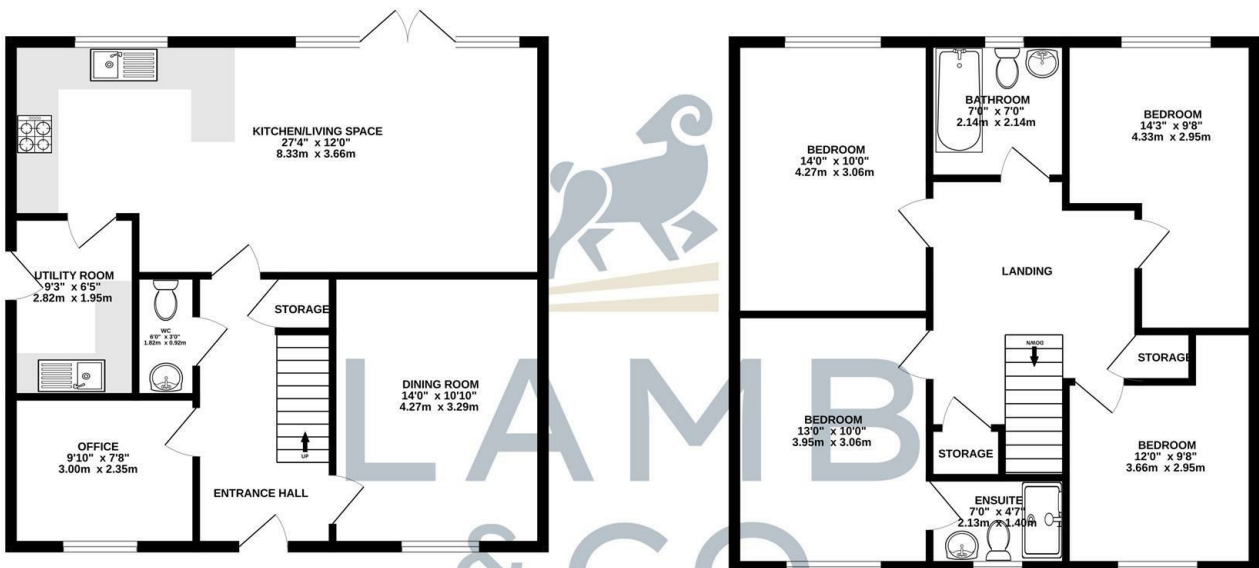 KITCHEN/LIVING SPACE
27'4" x 12'0"
8.33m x 3.66m
UTILITY ROOM
9'3" x 6'5"
2.82m x 1.95m
WC
6'0" x 3'0"
1.82m x 0.92m
STORAGE
DINING ROOM
14'0" x 10'10"
4.27m x 3.29m
OFFICE
9'10" x 7'8"
3.00m x 2.35m
UP
ENTRANCE HALL
BEDROOM
14'0" x 10'0"
4.27m x 3.06m
BATHROOM
7'0" x 7'0"
2.14m x 2.14m
BEDROOM
14'3" x 9'8"
4.33m x 2.95m
LANDING
DOWN
STORAGE
BEDROOM
13'0" x 10'0"
3.95m x 3.06m
STORAGE
BEDROOM
12'0" x 9'8"
3.66m x 2.95m
ENSUITE
7'0" x 4'7"
2.13m x 1.40m
LAMB
& CO